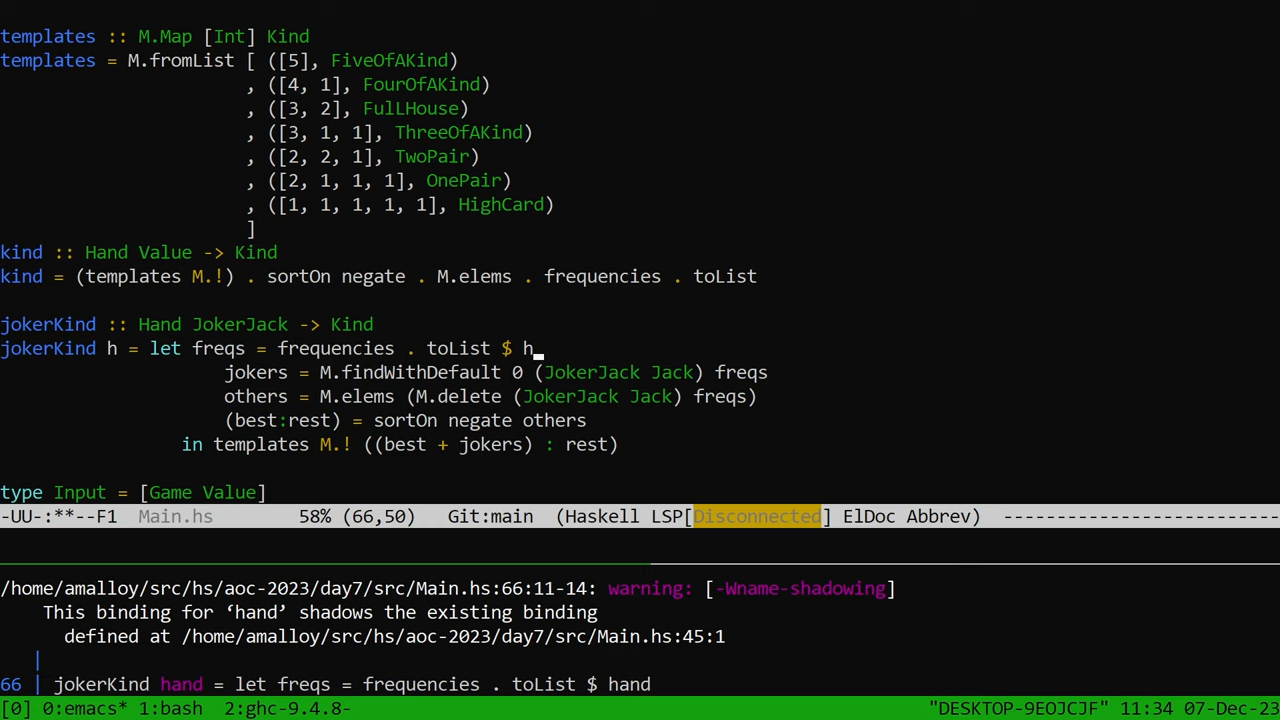 templates :: M.Map [Int] Kind
templates = M.fromList [ ([5], FiveOfAKind)
                       , ([4, 1], FourOfAKind)
                       , ([3, 2], FulLHouse)
                       , ([3, 1, 1], ThreeOfAKind)
                       , ([2, 2, 1], TwoPair)
                       , ([2, 1, 1, 1], OnePair)
                       , ([1, 1, 1, 1, 1], HighCard)
                       ]
kind :: Hand Value -> Kind
kind = (templates M.!) . sortOn negate . M.elems . frequencies . toList
jokerKind :: Hand JokerJack -> Kind
jokerKind h = let freqs = frequencies . toList $ h
                     jokers = M.findWithDefault 0 (JokerJack Jack) freqs
                     others = M.elems (M.delete (JokerJack Jack) freqs)
                     (best:rest) = sortOn negate others
                 in templates M.! ((best + jokers) : rest)
type Input = [Game Value]
-UU-:**--F1  Main.hs        58% (66,50)   Git:main  (Haskell LSP[Disconnected] ElDoc Abbrev) --------------------------
/home/amalloy/src/hs/aoc-2023/day7/src/Main.hs:66:11-14: warning: [-Wname-shadowing]
    This binding for ‘hand’ shadows the existing binding
      defined at /home/amalloy/src/hs/aoc-2023/day7/src/Main.hs:45:1
   |
66 | jokerKind hand = let freqs = frequencies . toList $ hand
[0] 0:emacs* 1:bash  2:ghc-9.4.8- "DESKTOP-9EOJCJF" 11:34 07-Dec-23